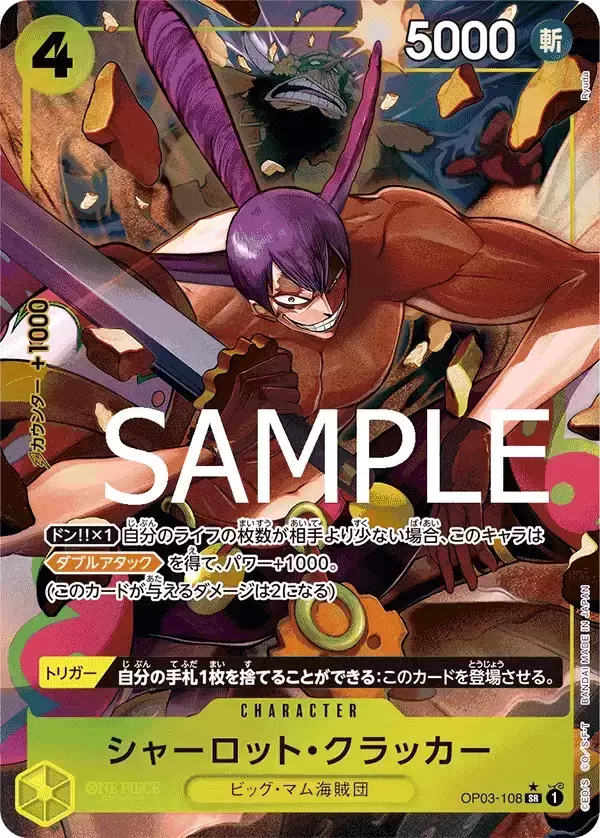 4
5000 斬
Ryuda
カウンター +1000
SAMPLE
ドン!!×1 自分のライフの枚数が相手より少ない場合、このキャラは
ダブルアタック を得て、パワー+1000。
(このカードが与えるダメージは2になる)
トリガー 自分の手札1枚を捨てることができる:このカードを登場させる。
CHARACTER
シャーロット・クラッカー
ONE PIECE
CARD GAME
ビッグ・マム海賊団
OP03-108 SR 1
©E.O./S ©O./S・F・T BANDAI MADE IN JAPAN